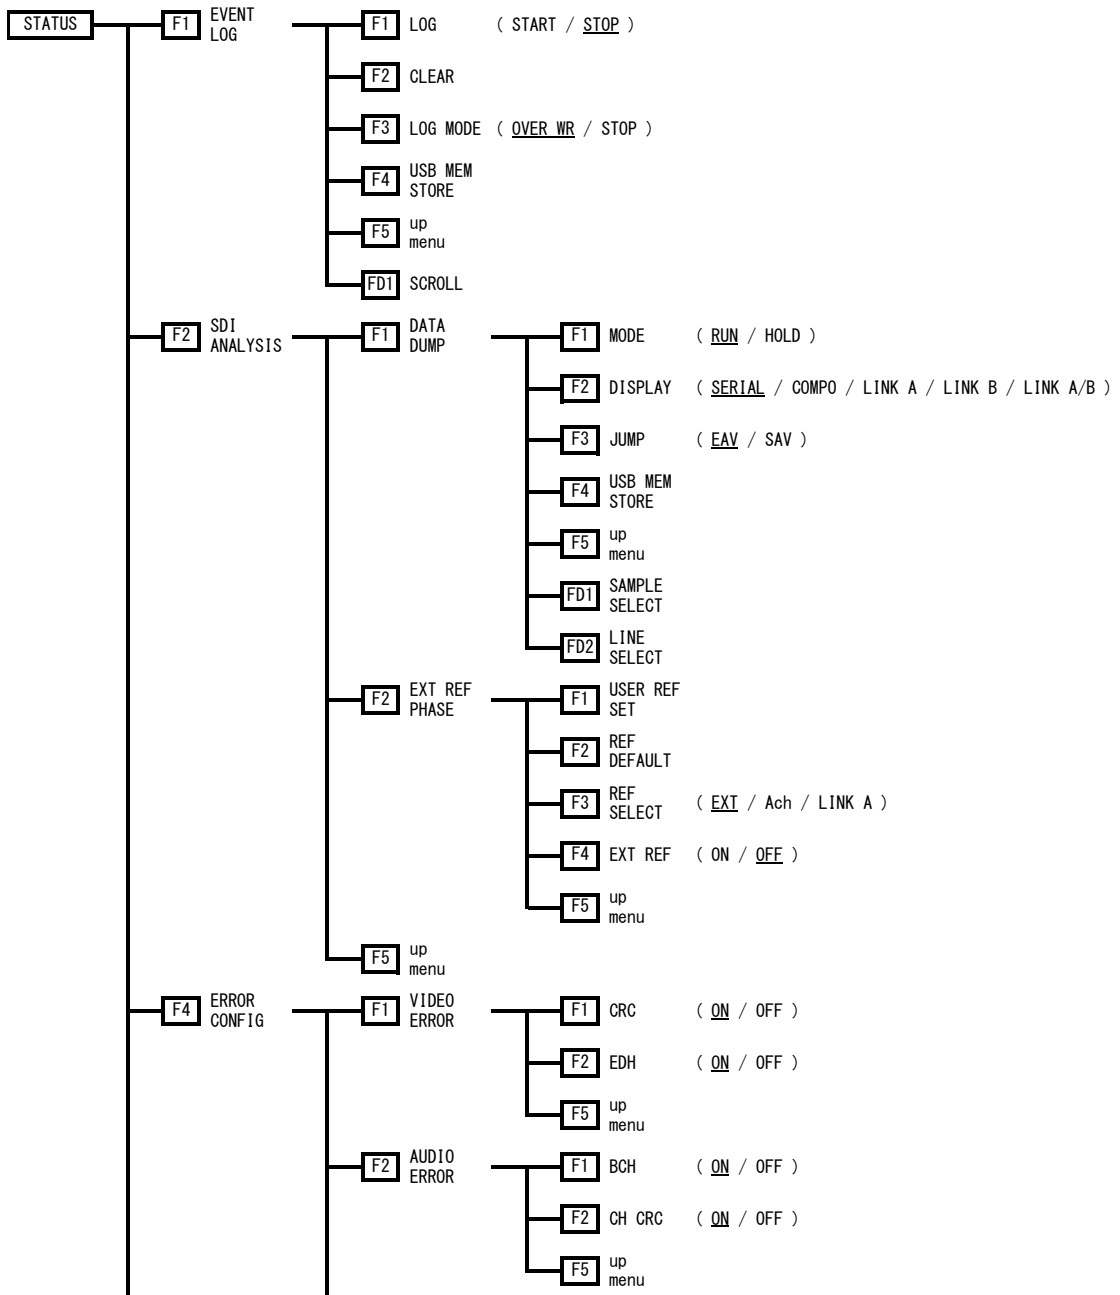 STATUS F1 EVENT LOG F1 LOG ( START / STOP )
F2 CLEAR
F3 LOG MODE ( OVER WR / STOP )
F4 USB MEM STORE
F5 up menu
FD1 SCROLL
F2 SDI ANALYSIS F1 DATA DUMP F1 MODE ( RUN / HOLD )
F2 DISPLAY ( SERIAL / COMPO / LINK A / LINK B / LINK A/B )
F3 JUMP ( EAV / SAV )
F4 USB MEM STORE
F5 up menu
FD1 SAMPLE SELECT
FD2 LINE SELECT
F2 EXT REF PHASE F1 USER REF SET
F2 REF DEFAULT
F3 REF SELECT ( EXT / Ach / LINK A )
F4 EXT REF ( ON / OFF )
F5 up menu
F5 up menu
F4 ERROR CONFIG F1 VIDEO ERROR F1 CRC ( ON / OFF )
F2 EDH ( ON / OFF )
F5 up menu
F2 AUDIO ERROR F1 BCH ( ON / OFF )
F2 CH CRC ( ON / OFF )
F5 up menu